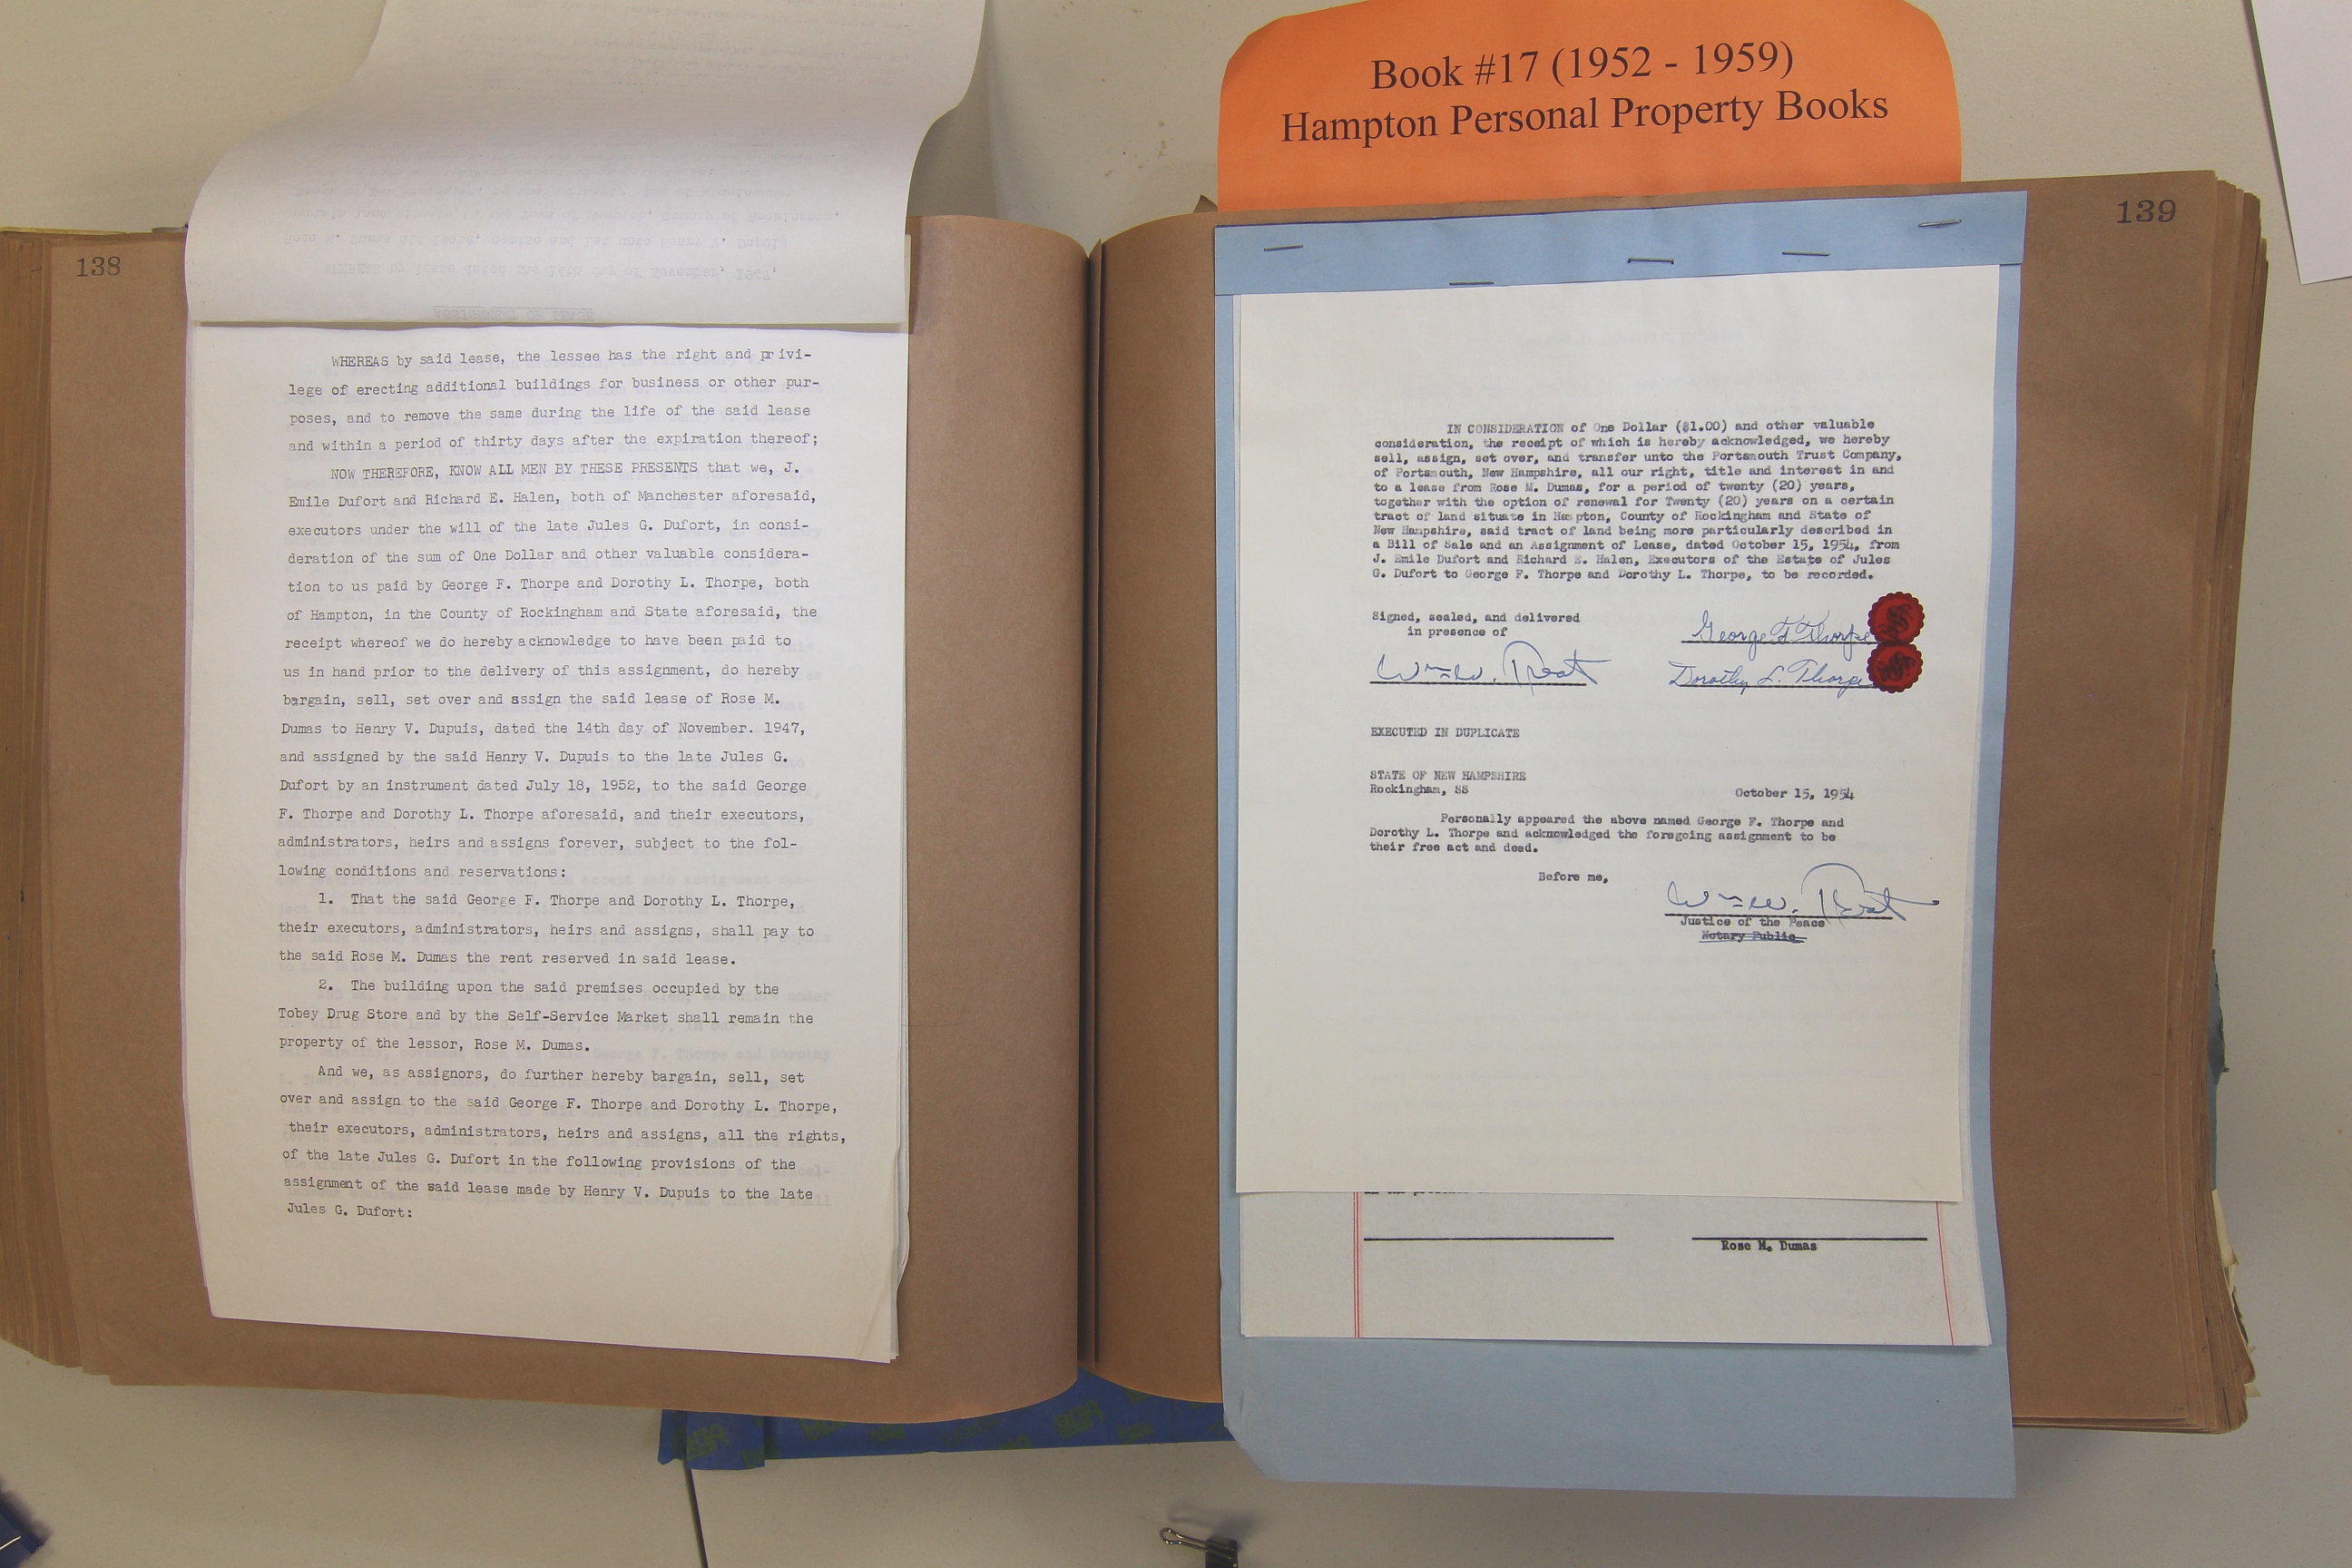 Book #17 (1952 - 1959)
Hampton Personal Property Books
138
WHEREAS by said lease, the lessee has the right and privi-
lege of erecting additional buildings for business or other pur-
poses, and to remove the same during the life of the said lease
and within a period of thirty days after the expiration thereof;
NOW THEREFORE, KNOW ALL MEN BY THESE PRESENTS that we, J.
Emile Dufort and Richard E. Halen, both of Manchester aforesaid,
executors under the will of the late Jules G. Dufort, in consi-
deration of the sum of One Dollar and other valuable considera-
tion to us paid by George F. Thorpe and Dorothy L. Thorpe, both
of Hampton, in the County of Rockingham and State aforesaid, the
receipt whereof we do hereby acknowledge to have been paid to
us in hand prior to the delivery of this assignment, do hereby
bargain, sell, set over and assign the said lease of Rose M.
Dumas to Henry V. Dupuis, dated the 14th day of November. 1947,
and assigned by the said Henry V. Dupuis to the late Jules G.
Dufort by an instrument dated July 18, 1952, to the said George
F. Thorpe and Dorothy L. Thorpe aforesaid, and their executors,
administrators, heirs and assigns forever, subject to the fol-
lowing conditions and reservations:
1. That the said George F. Thorpe and Dorothy L. Thorpe,
their executors, administrators, heirs and assigns, shall pay to
the said Rose M. Dumas the rent reserved in said lease.
2. The building upon the said premises occupied by the
Tobey Drug Store and by the Self-Service Market shall remain the
property of the lessor, Rose M. Dumas.
And we, as assignors, do further hereby bargain, sell, set
over and assign to the said George F. Thorpe and Dorothy L. Thorpe,
their executors, administrators, heirs and assigns, all the rights,
of the late Jules G. Dufort in the following provisions of the
assignment of the said lease made by Henry V. Dupuis to the late
Jules G. Dufort:
139
IN CONSIDERATION of One Dollar ($1.00) and other valuable
consideration, the receipt of which is hereby acknowledged, we hereby
sell, assign, set over, and transfer unto the Portsmouth Trust Company,
of Portsmouth, New Hampshire, all our right, title and interest in and
to a lease from Rose M. Dumas, for a period of twenty (20) years,
together with the option of renewal for Twenty (20) years on a certain
tract of land situate in Hampton, County of Rockingham and State of
New Hampshire, said tract of land being more particularly described in
a Bill of Sale and an Assignment of Lease, dated October 15, 1954, from
J. Emile Dufort and Richard E. Halen, Executors of the Estate of Jules
G. Dufort to George F. Thorpe and Dorothy L. Thorpe, to be recorded.
Signed, sealed, and delivered
in presence of
George F. Thorpe
Wm W. Treat
Dorothy L. Thorpe
EXECUTED IN DUPLICATE
STATE OF NEW HAMPSHIRE
Rockingham, SS
October 15, 1954
Personally appeared the above named George F. Thorpe and
Dorothy L. Thorpe and acknowledged the foregoing assignment to be
their free act and deed.
Before me,
Wm W. Treat
Justice of the Peace
Notary Public
Rose M. Dumas